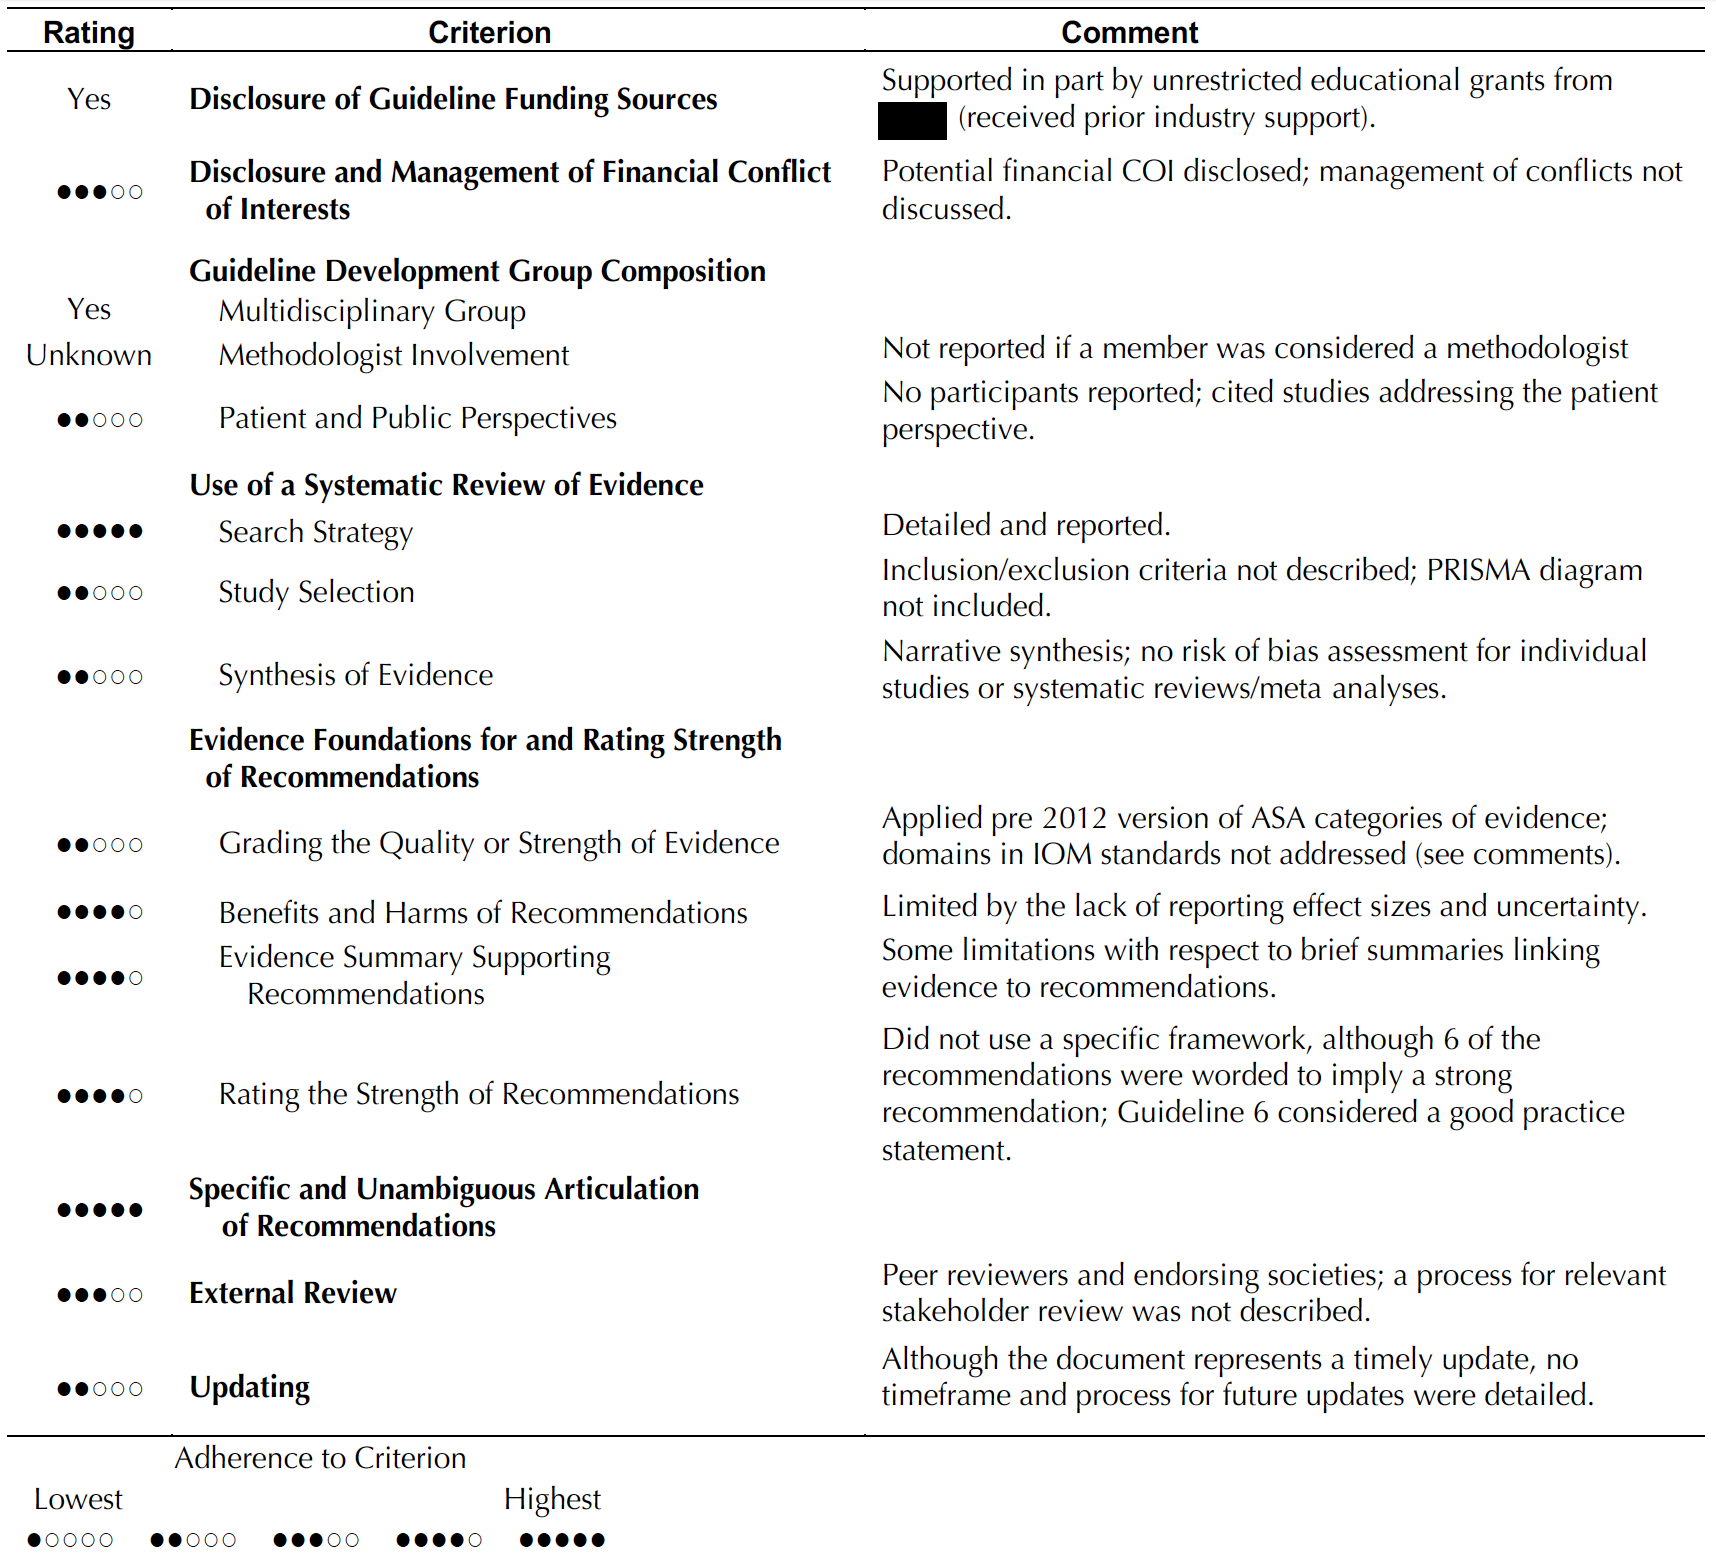 Rating Criterion Comment
Yes Disclosure of Guideline Funding Sources Supported in part by unrestricted educational grants from
(received prior industry support).
●●●○○ Disclosure and Management of Financial Conflict
of Interests Potential financial COI disclosed; management of conflicts not
discussed.
Guideline Development Group Composition
Yes Multidisciplinary Group
Unknown Methodologist Involvement Not reported if a member was considered a methodologist
●●○○○ Patient and Public Perspectives No participants reported; cited studies addressing the patient
perspective.
Use of a Systematic Review of Evidence
●●●●● Search Strategy Detailed and reported.
●●○○○ Study Selection Inclusion/exclusion criteria not described; PRISMA diagram
not included.
●●○○○ Synthesis of Evidence Narrative synthesis; no risk of bias assessment for individual
studies or systematic reviews/meta analyses.
Evidence Foundations for and Rating Strength
of Recommendations
●●○○○ Grading the Quality or Strength of Evidence Applied pre 2012 version of ASA categories of evidence;
domains in IOM standards not addressed (see comments).
●●●●○ Benefits and Harms of Recommendations Limited by the lack of reporting effect sizes and uncertainty.
●●●●○ Evidence Summary Supporting
Recommendations Some limitations with respect to brief summaries linking
evidence to recommendations.
●●●●○ Rating the Strength of Recommendations Did not use a specific framework, although 6 of the
recommendations were worded to imply a strong
recommendation; Guideline 6 considered a good practice
statement.
●●●●● Specific and Unambiguous Articulation
of Recommendations
●●●○○ External Review Peer reviewers and endorsing societies; a process for relevant
stakeholder review was not described.
●●○○○ Updating Although the document represents a timely update, no
timeframe and process for future updates were detailed.
Adherence to Criterion
Lowest Highest
●○○○○ ●●○○○ ●●●○○ ●●●●○ ●●●●●